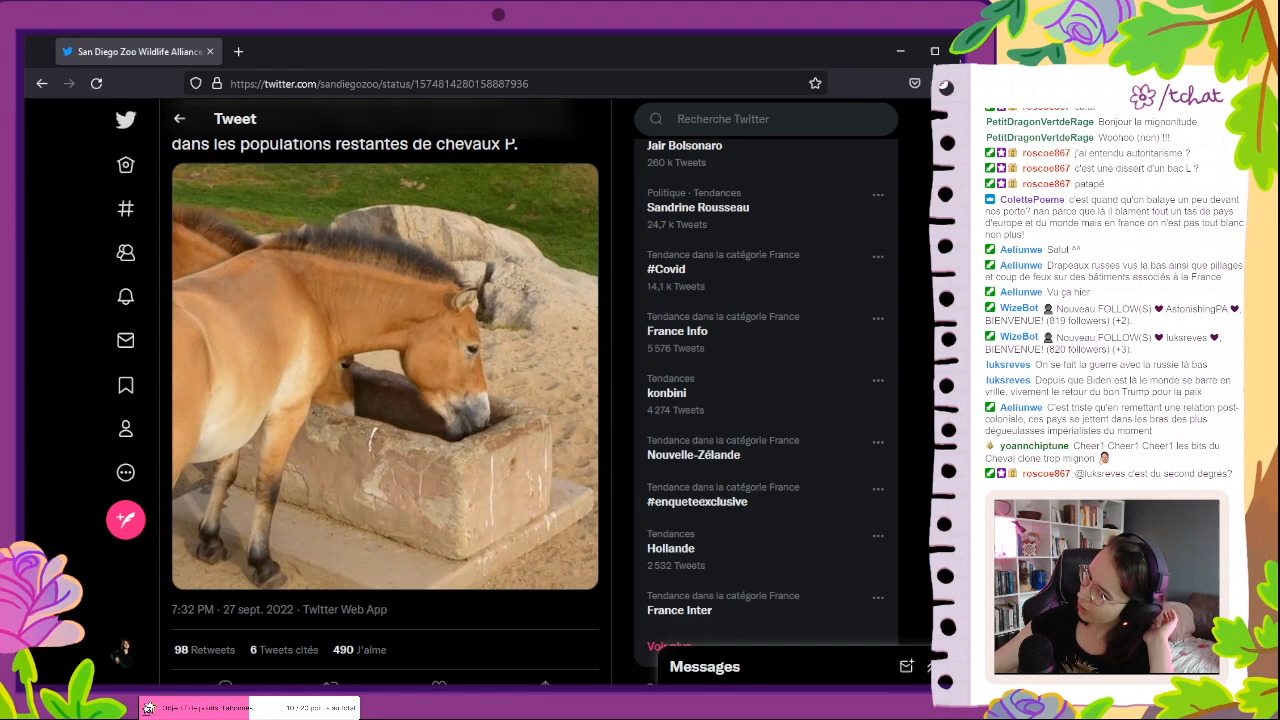 San Diego Zoo Wildlife Alliance
https://twitter.com/sandiegozoo/status/1574814280158887936
Tweet
dans les populations
vaux P.
7:32 PM · 27 sept. 2022 · Twitter Web App
98 Retweets 6 Tweets cités 490 J'aime
Recherche Twitter
Jair Bolsonaro
260 k Tweets
Politique · Tendances
Sandrine Rousseau
24,7 k Tweets
Tendance dans la catégorie France
#Covid
14,1 k Tweets
Tendance dans la catégorie France
France Info
5 576 Tweets
Tendances
konbini
4 274 Tweets
Tendance dans la catégorie France
Nouvelle-Zélande
Tendance dans la catégorie France
#enqueteexclusive
Tendances
Hollande
2 532 Tweets
Tendance dans la catégorie France
France Inter
Messages
/tchat
PetitDragonVertdeRage Bonjour la mignonitude
PetitDragonVertdeRage Woohoo (non) !!!
roscoe867 j'ai entendu autoritarisme ?
roscoe867 c'est une dissert d'un bac L ?
roscoe867 patapé
ColettePoeme c'est quand qu'on balaye un peu devant
nos porte? nan parce que là il blament tout un tas de pays
d'europe et du monde mais en france on n'est pas tout blanc
non plus!
Aeliunwe Salut ^^
Aeliunwe Drapeaux russes vus là bas ainsi que pillages
et coup de feux sur des bâtiments associés à la France
Aeliunwe Vu ça hier
WizeBot Nouveau FOLLOW(S) ♥ AstonishingPA ♥,
BIENVENUE! (819 followers) (+2).
WizeBot Nouveau FOLLOW(S) ♥ luksreves ♥,
BIENVENUE! (820 followers) (+3).
luksreves On se fait la guerre avec la russie là bas
luksreves Depuis que Biden est là le monde se barre en
vrille, vivement le retour du bon Trump pour la paix
Aeliunwe C'est triste qu'en remettant une relation post-
coloniale, ces pays se jettent dans les bras des plus
dégueulasses impérialistes du moment
yoannchiptune Cheer1 Cheer1 Cheer1 les bits du
Cheval clone trop mignon
roscoe867 @luksreves c'est du second degrés?